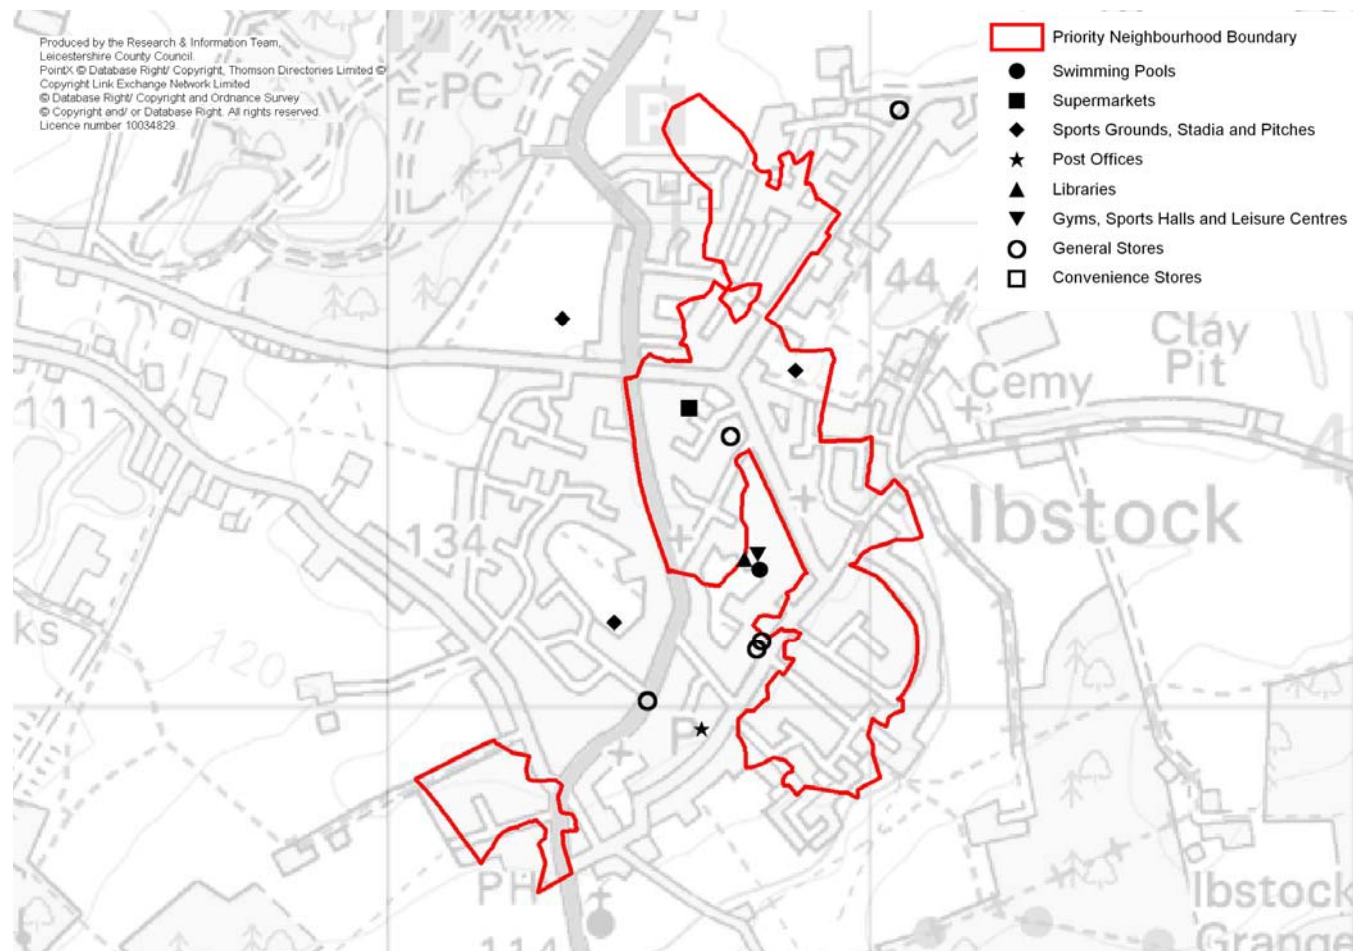 Produced by the Research & Information Team,
Leicestershire County Council.
PointX © Database Right/ Copyright, Thomson Directories Limited ©
Copyright Link Exchange Network Limited
© Database Right/ Copyright and Ordnance Survey
© Copyright and/ or Database Right. All rights reserved.
Licence number 10034829.
Priority Neighbourhood Boundary
Swimming Pools
Supermarkets
Sports Grounds, Stadia and Pitches
Post Offices
Libraries
Gyms, Sports Halls and Leisure Centres
General Stores
Convenience Stores
PC
144
Clay
Pit
Cemy
111
Ibstock
134
ks
120
P
PH
114
Ibstock
Grange